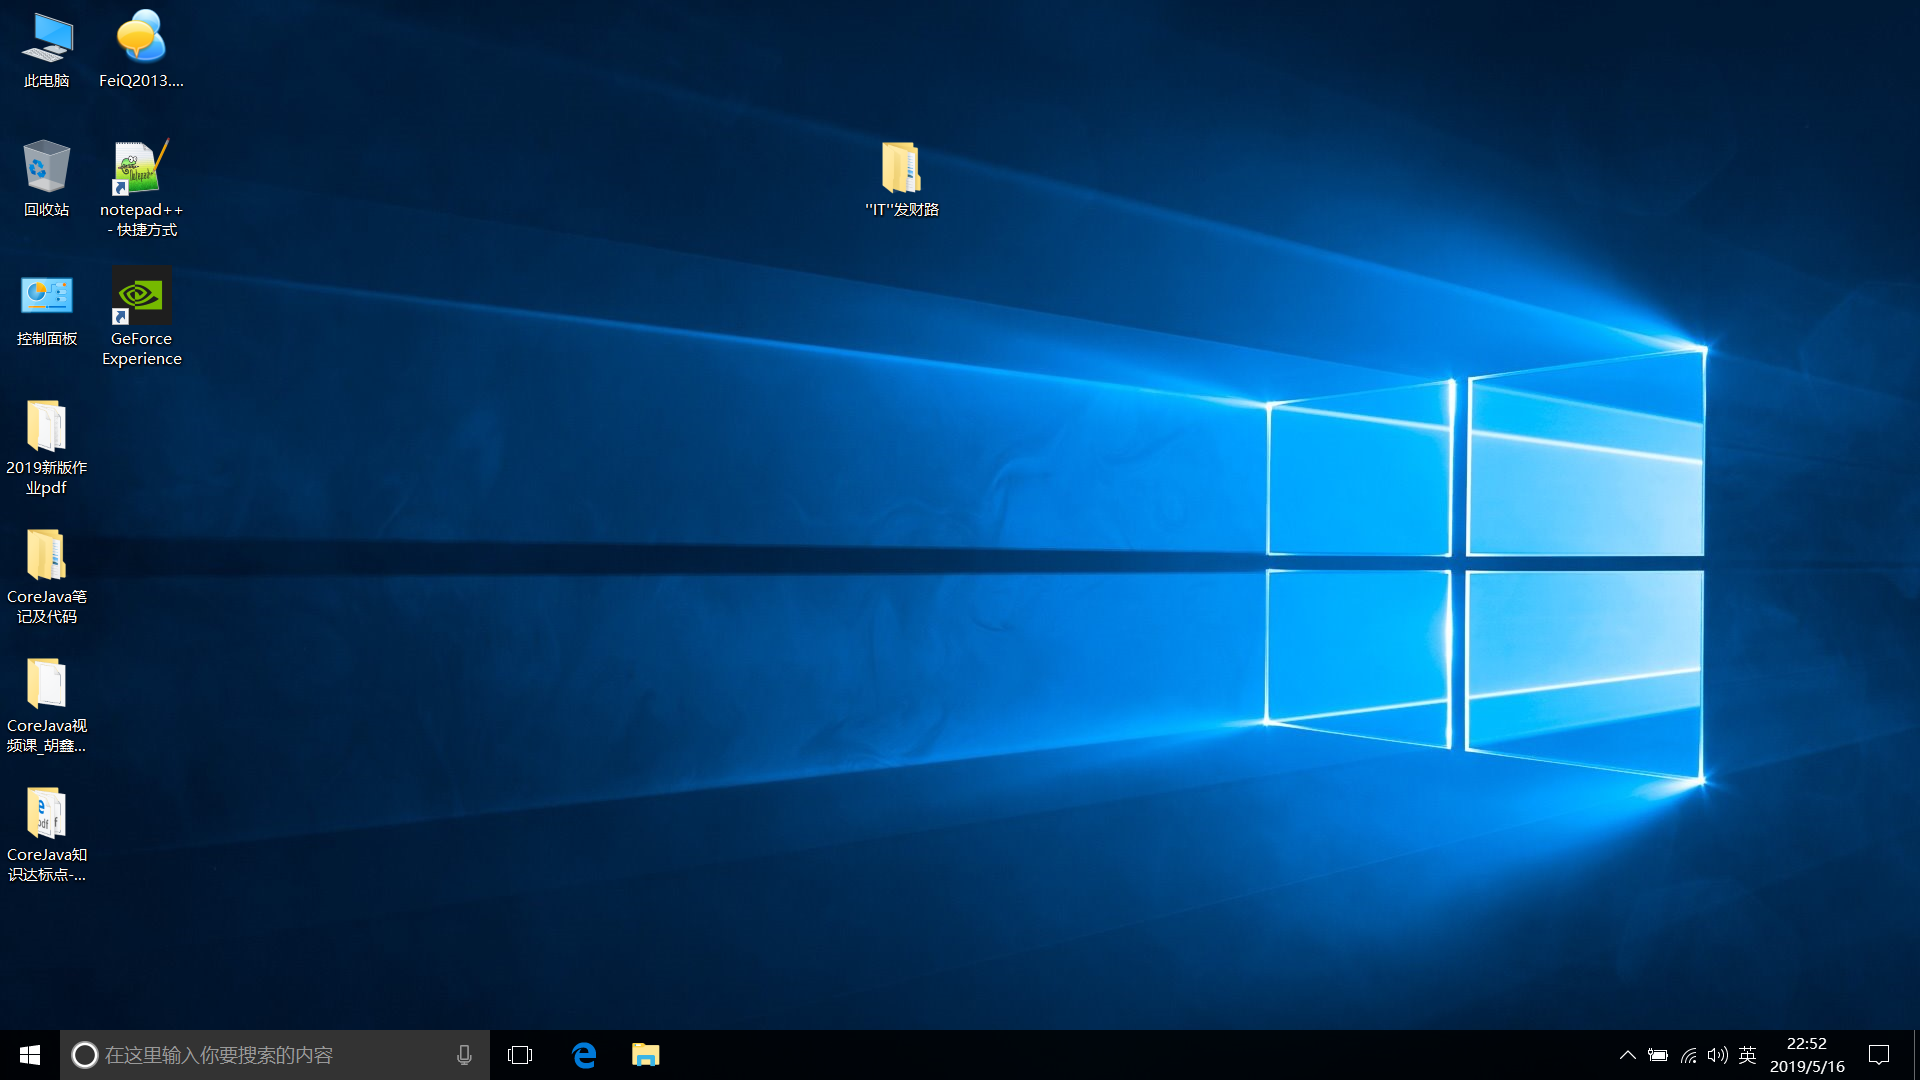 此电脑
FeiQ2013....
回收站
notepad++
- 快捷方式
''IT''发财路
控制面板
GeForce
Experience
2019新版作
业pdf
CoreJava笔
记及代码
CoreJava视
频课_胡鑫...
CoreJava知
识达标点-...
在这里输入你要搜索的内容
英
22:52
2019/5/16